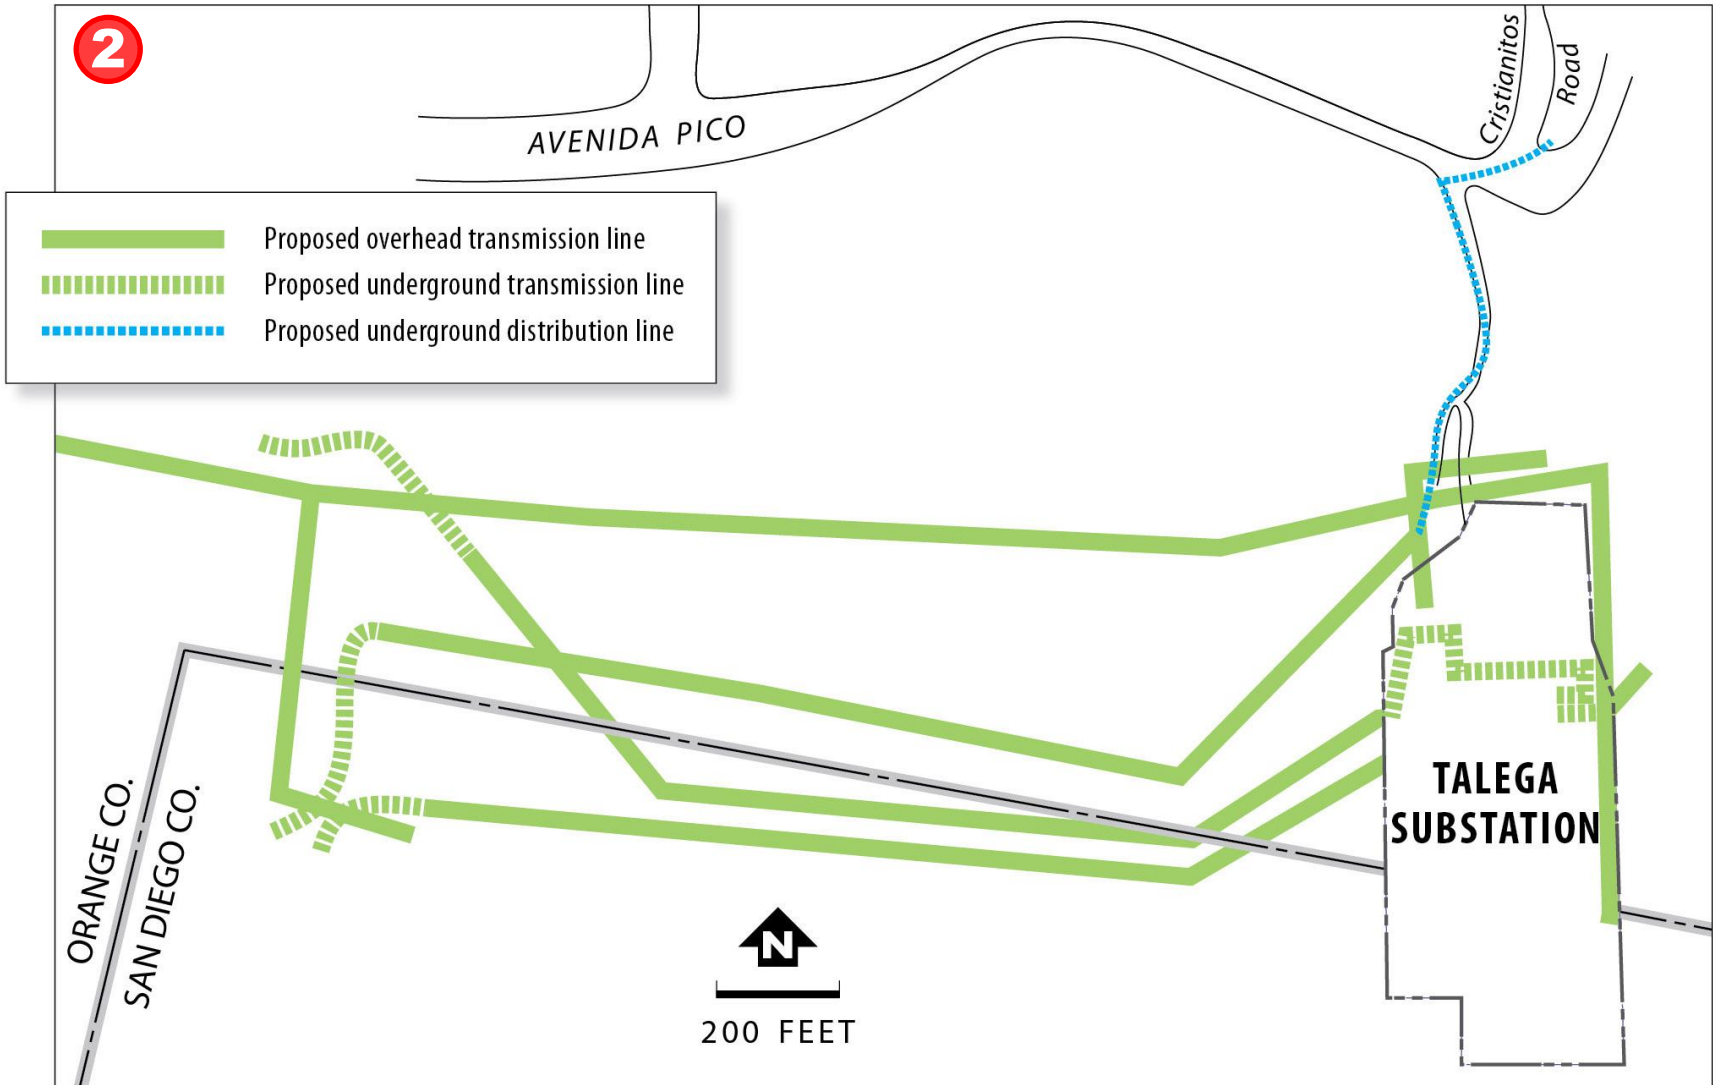 2
Cristianitos
Road
AVENIDA PICO
Proposed overhead transmission line
Proposed underground transmission line
Proposed underground distribution line
ORANGE CO.
SAN DIEGO CO.
TALEGA
SUBSTATION
N
200 FEET